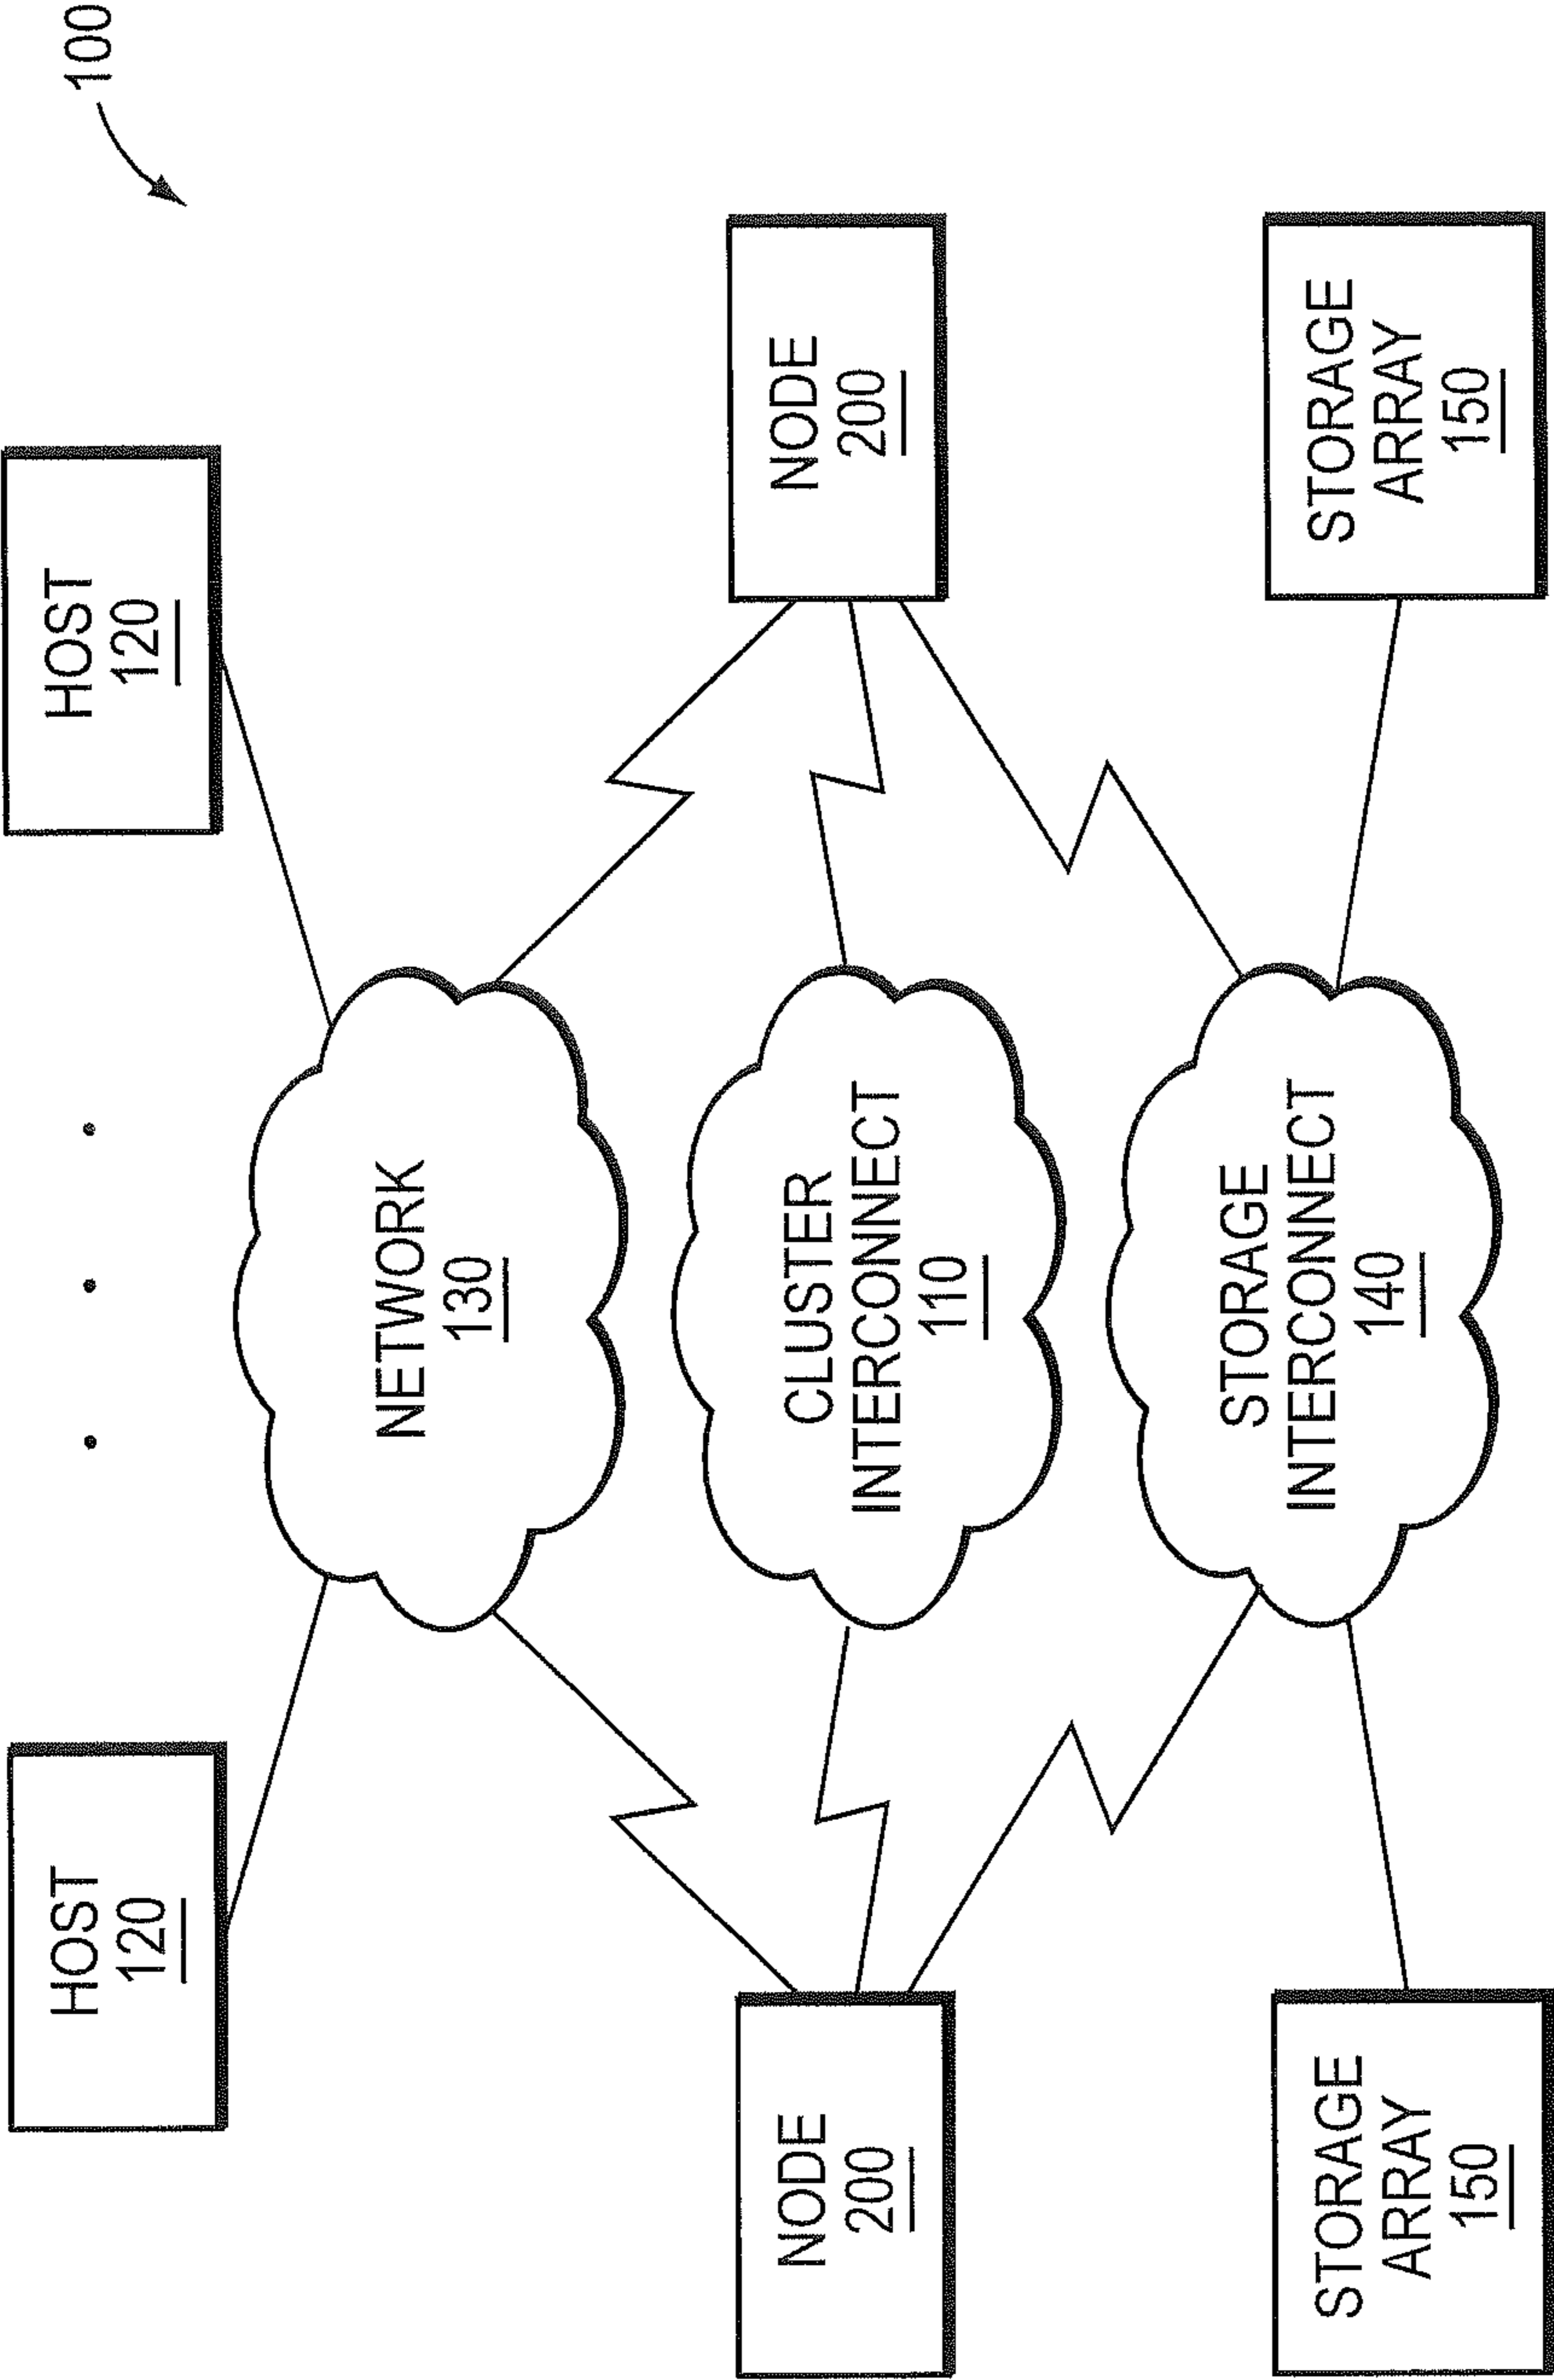 100
HOST
120
HOST
120
NETWORK
130
NODE
200
CLUSTER
INTERCONNECT
110
NODE
200
STORAGE
INTERCONNECT
140
STORAGE
ARRAY
150
STORAGE
ARRAY
150